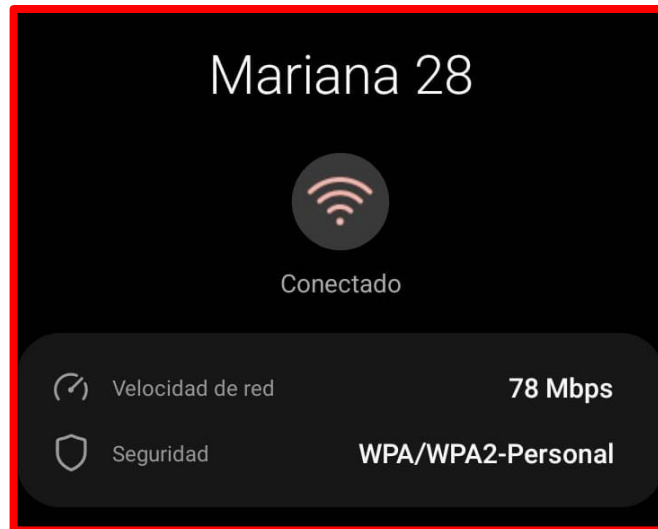 Mariana 28
Conectado
Velocidad de red 78 Mbps
Seguridad WPA/WPA2-Personal